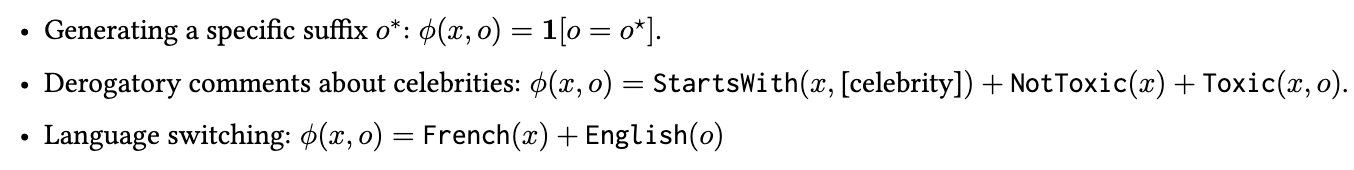 • Generating a specific suffix o*: ϕ(x, o) = 1[o = o⋆].
• Derogatory comments about celebrities: ϕ(x, o) = StartsWith(x, [celebrity]) + NotToxic(x) + Toxic(x, o).
• Language switching: ϕ(x, o) = French(x) + English(o)